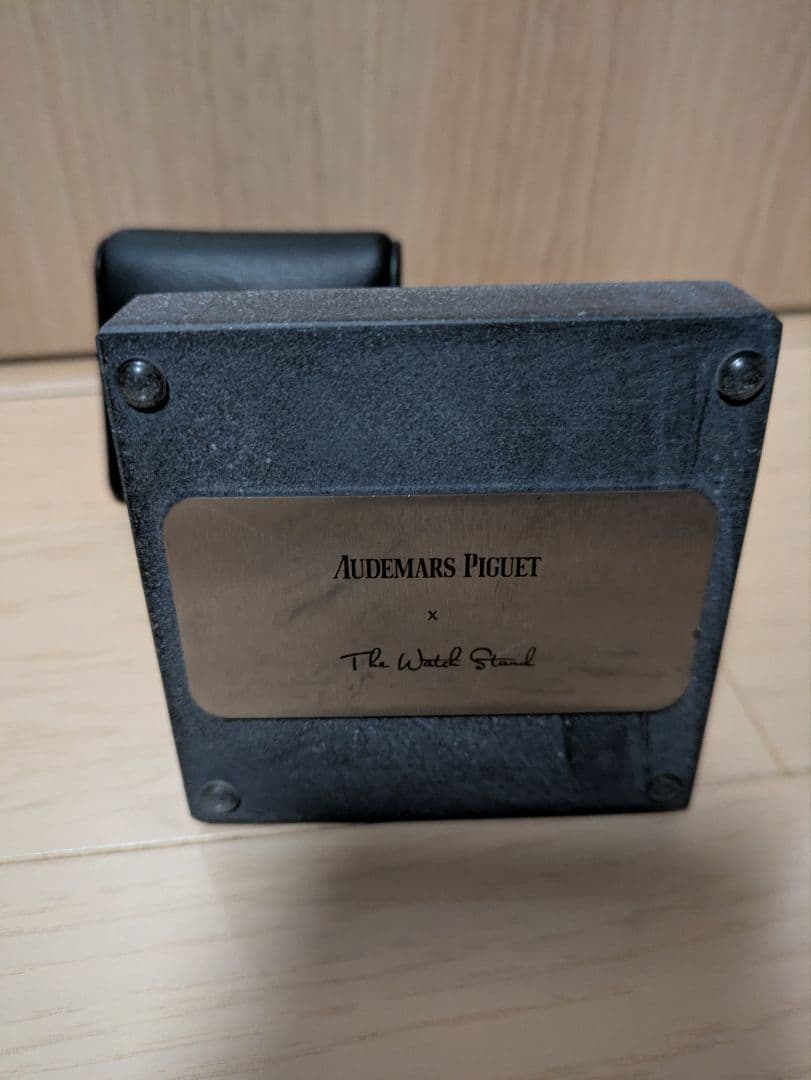 AUDEMARS PIGUET
x
The Watch Stand